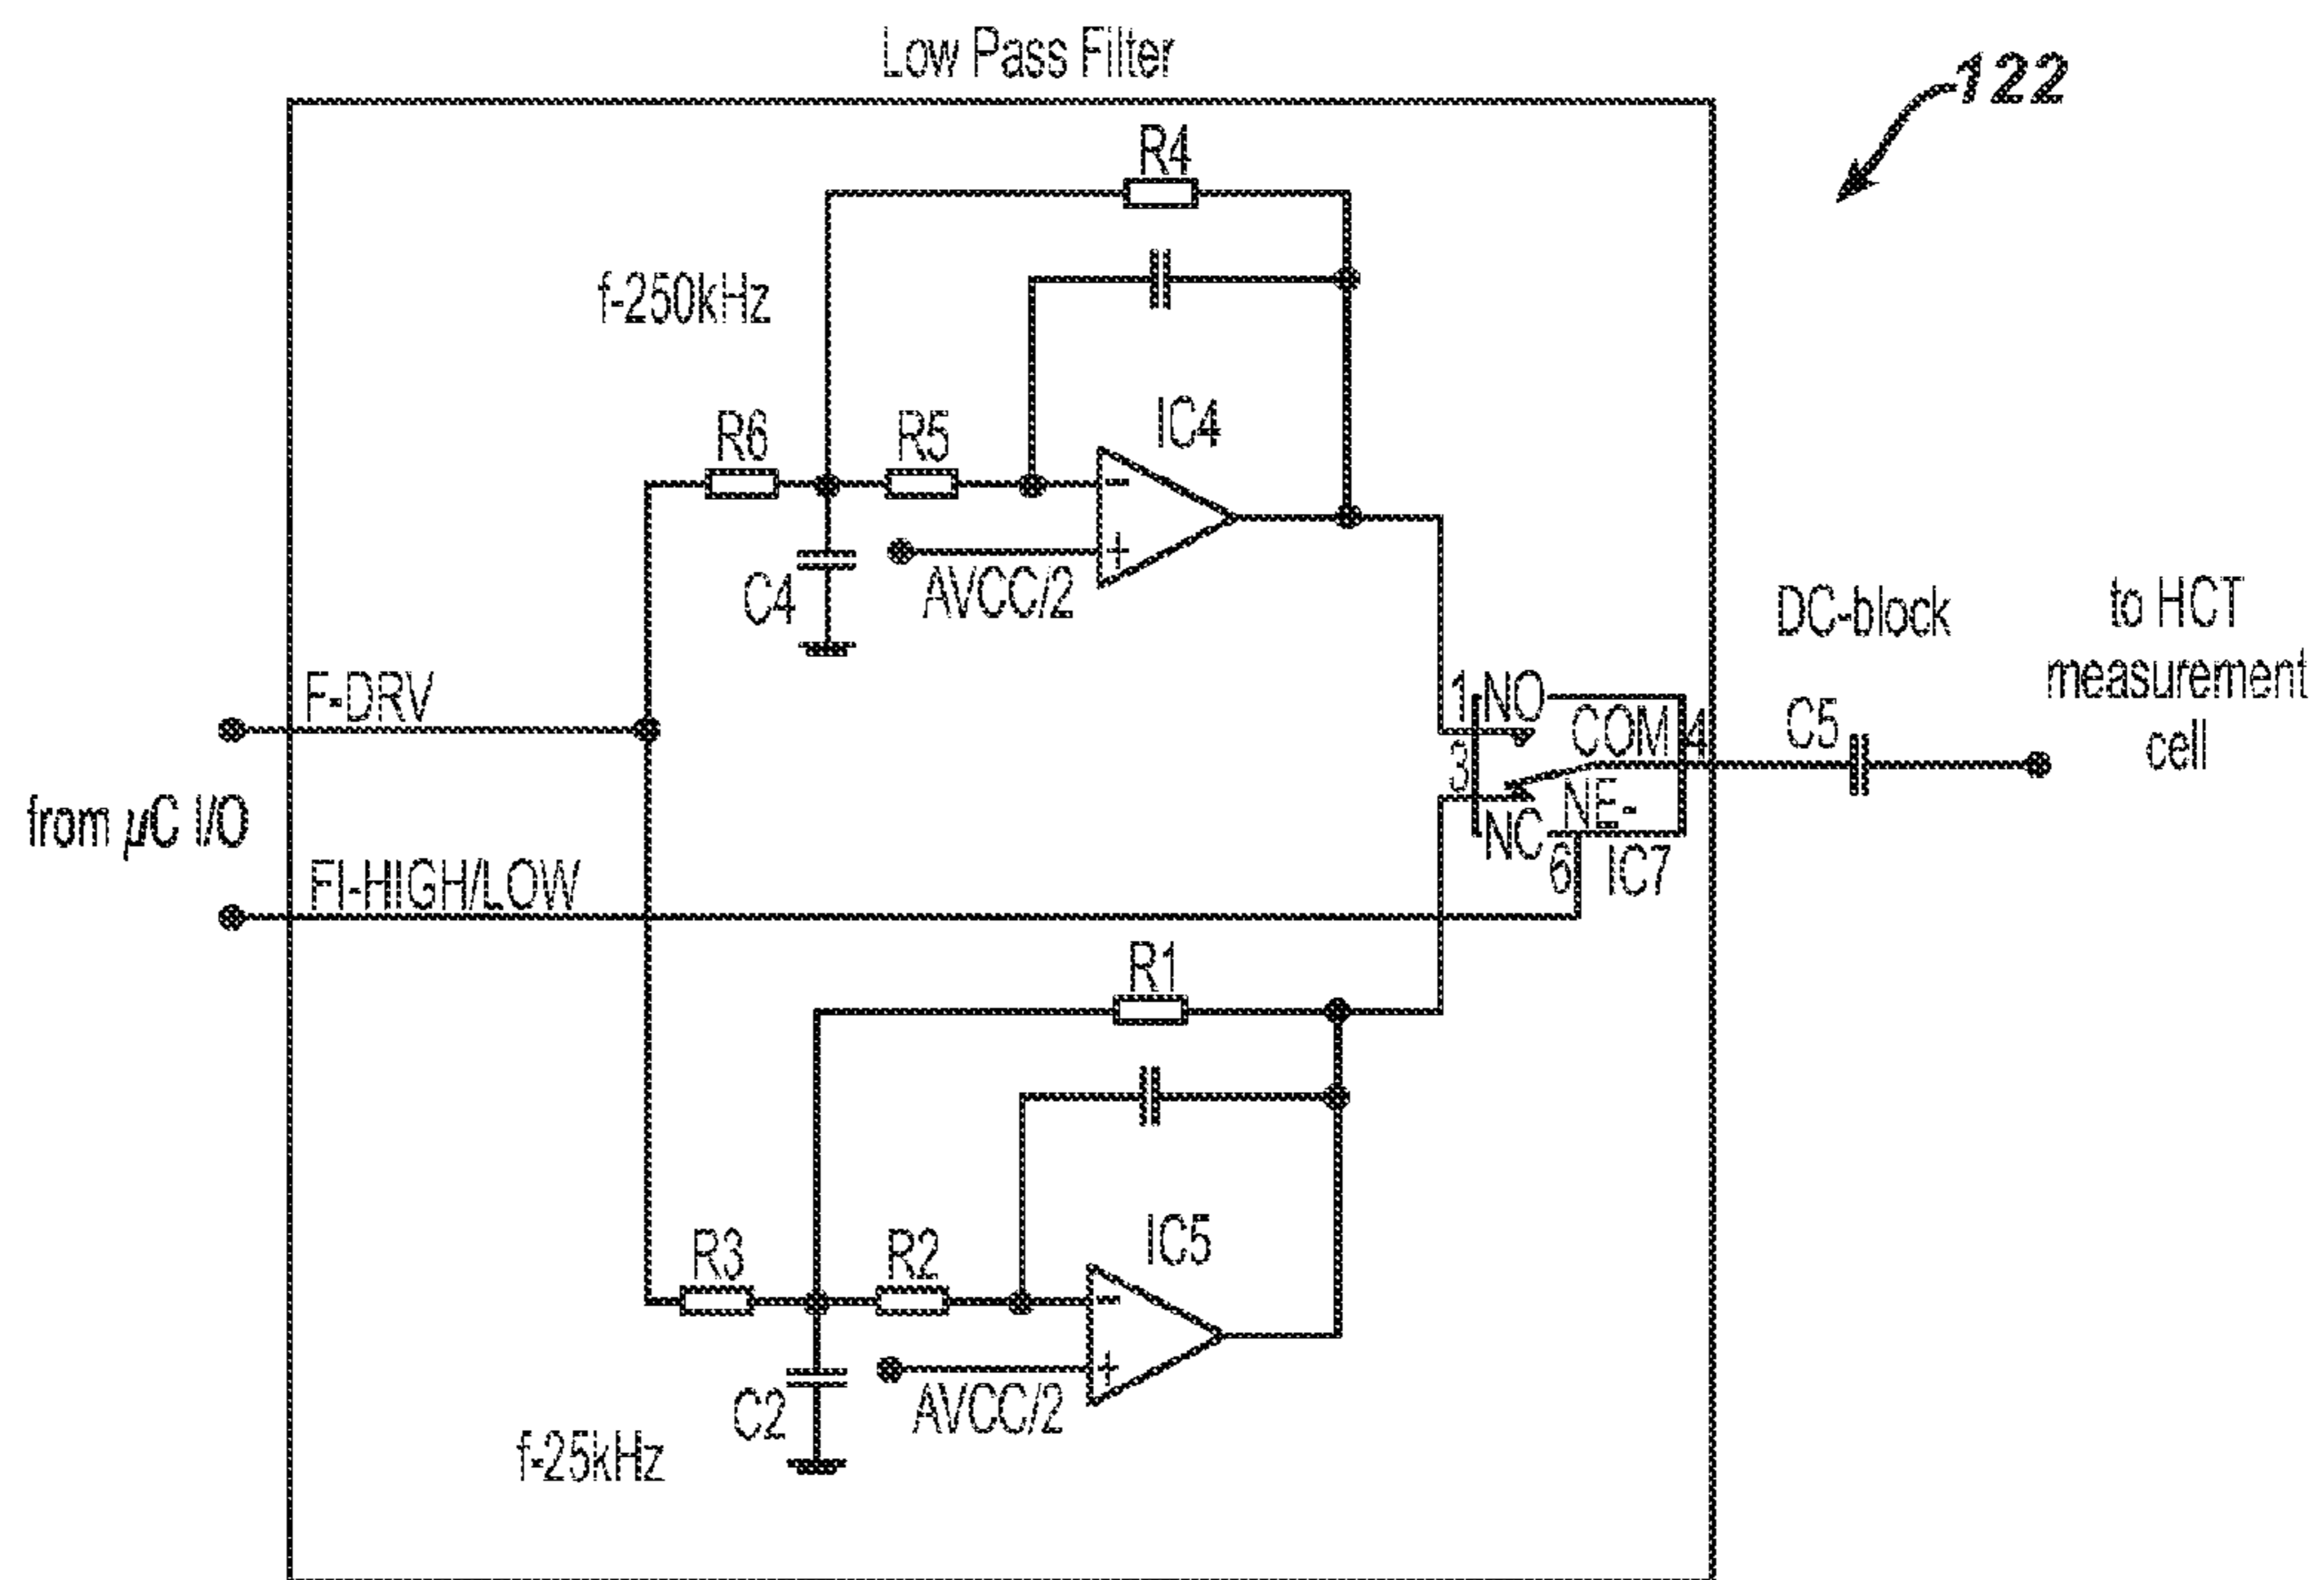 Low Pass Filter
122
R4
f-250kHz
R6
R5
IC4
-
+
C4
AVCC/2
DC-block
to HCT
measurement
cell
F-DRV
1
NO
COM
4
3
C5
from µC I/O
NE-
NC
6
IC7
FI-HIGH/LOW
R1
R3
R2
IC5
-
+
C2
AVCC/2
f-25kHz